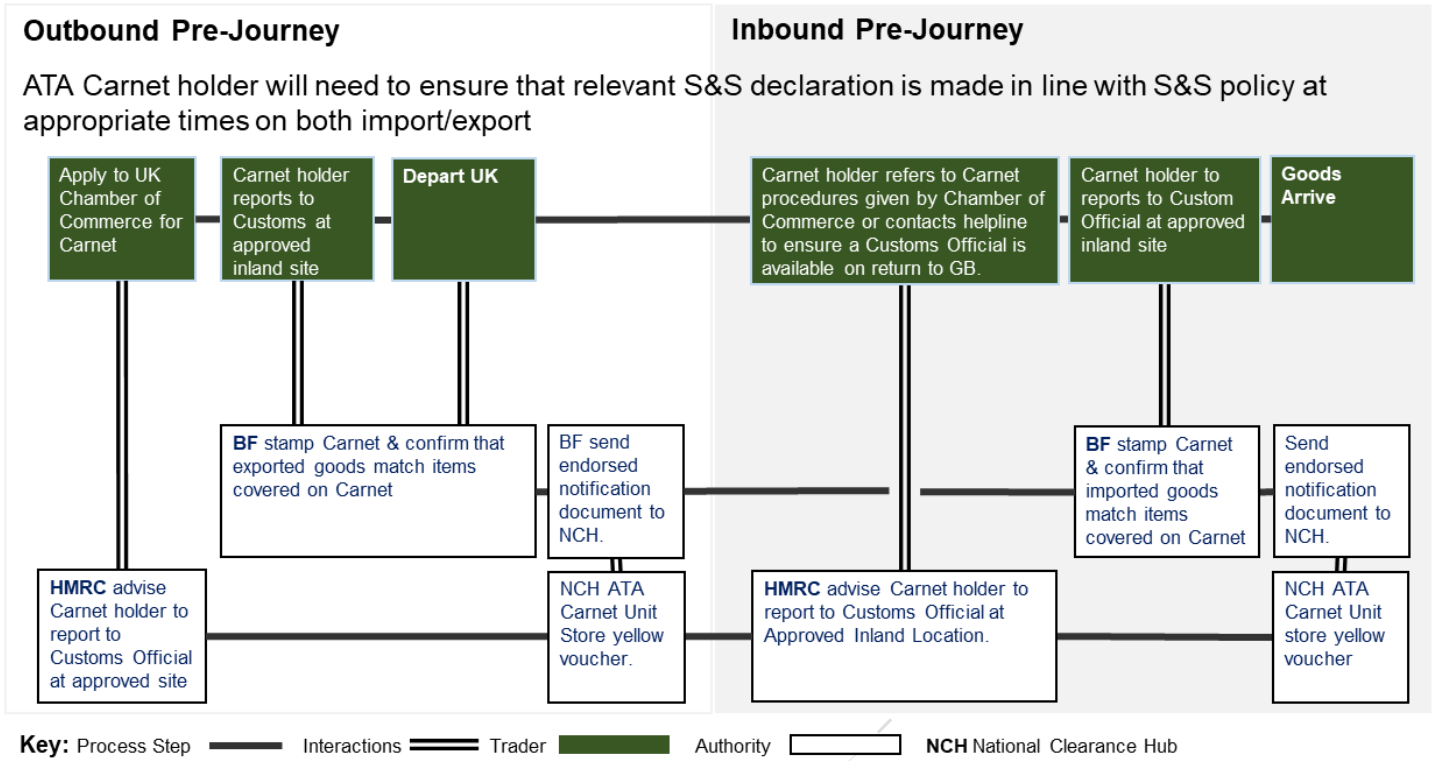 Outbound Pre-Journey
Inbound Pre-Journey
ATA Carnet holder will need to ensure that relevant S&S declaration is made in line with S&S policy at
appropriate times on both import/export
Apply to UK
Chamber of
Commerce for
Carnet
Carnet holder
reports to
Customs at
approved
inland site
Depart UK
Carnet holder refers to Carnet
procedures given by Chamber of
Commerce or contacts helpline
to ensure a Customs Official is
available on return to GB.
Carnet holder to
reports to Custom
Official at approved
inland site
Goods
Arrive
BF stamp Carnet & confirm that
exported goods match items
covered on Carnet
BF send
endorsed
notification
document to
NCH.
BF stamp Carnet
& confirm that
imported goods
match items
covered on Carnet
Send
endorsed
notification
document to
NCH.
HMRC advise
Carnet holder to
report to
Customs Official
at approved site
NCH ATA
Carnet Unit
Store yellow
voucher.
HMRC advise Carnet holder to
report to Customs Official at
Approved Inland Location.
NCH ATA
Carnet Unit
store yellow
voucher
Key: Process Step Interactions Trader Authority NCH National Clearance Hub